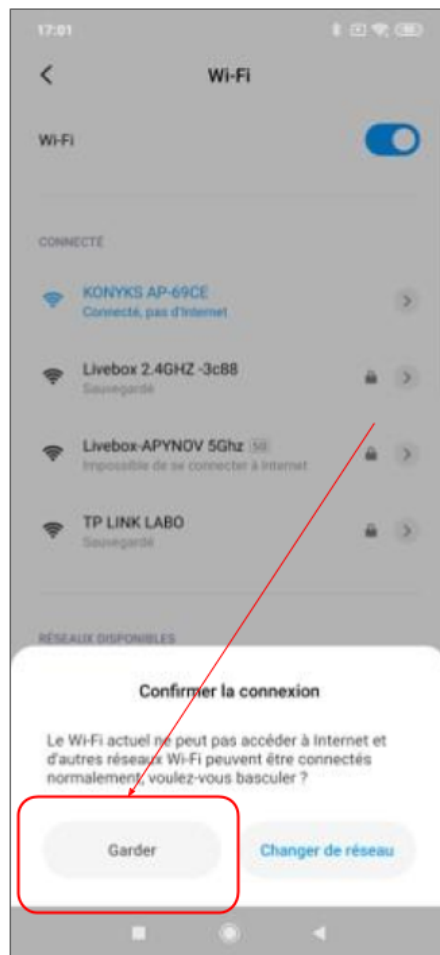 17:01
Wi-Fi
Wi-Fi
CONNECTÉ
KONYKS AP-69CE
Connecté, pas d'Internet
Livebox 2.4GHZ -3c88
Sauvegardé
Livebox-APYNOV 5Ghz 5G
Impossible de se connecter à Internet
TP LINK LABO
Sauvegardé
RÉSEAUX DISPONIBLES
Confirmer la connexion
Le Wi-Fi actuel ne peut pas accéder à Internet et
d'autres réseaux Wi-Fi peuvent être connectés
normalement, voulez-vous basculer ?
Garder
Changer de réseau